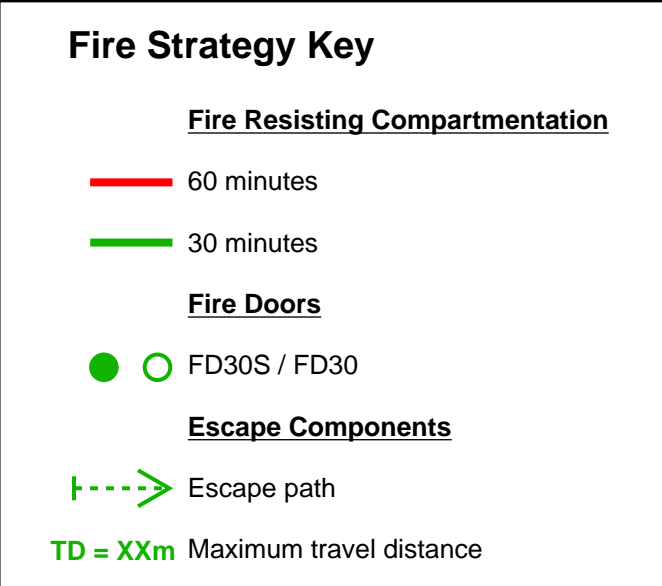 Fire Strategy Key
Fire Resisting Compartmentation
60 minutes
30 minutes
Fire Doors
FD30S / FD30
Escape Components
Escape path
TD = XXm Maximum travel distance